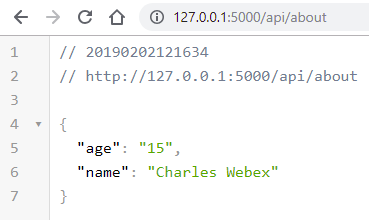 127.0.0.1:5000/api/about
1 // 20190202121634
2 // http://127.0.0.1:5000/api/about
3
4 {
5 "age": "15",
6 "name": "Charles Webex"
7 }